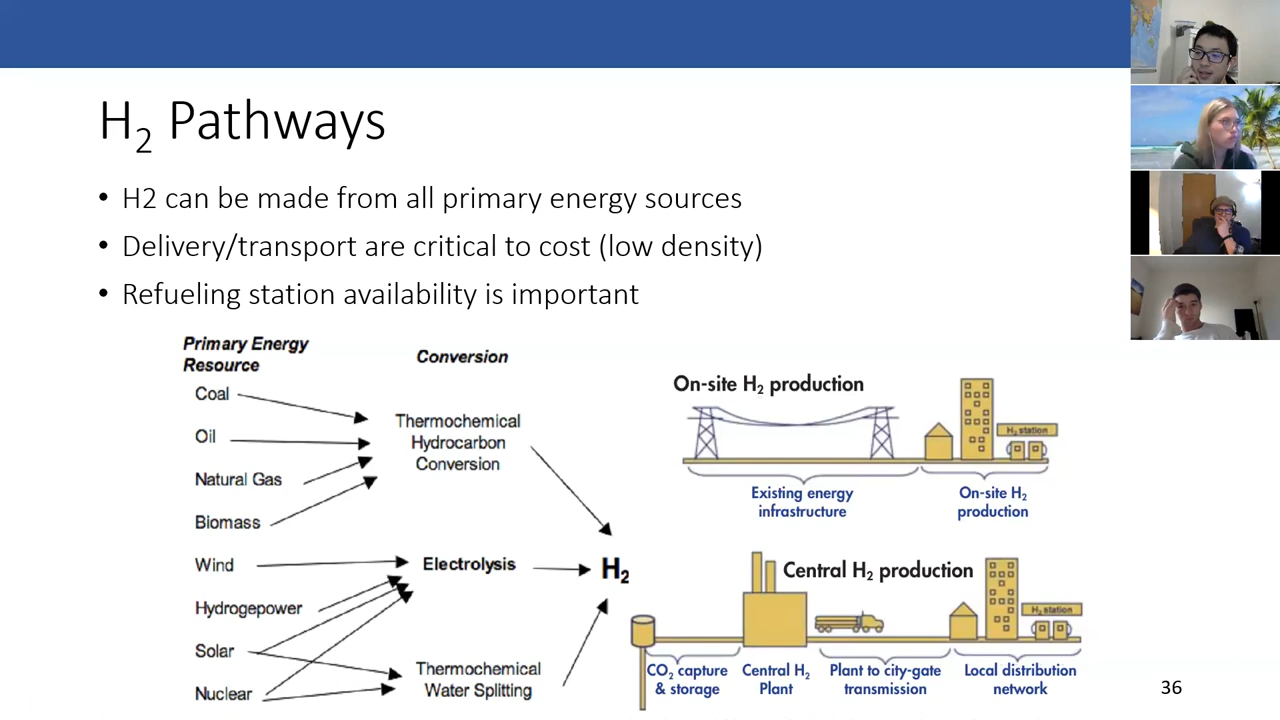 H₂ Pathways
• H2 can be made from all primary energy sources
• Delivery/transport are critical to cost (low density)
• Refueling station availability is important
Primary Energy
Resource
Conversion
Coal
Oil
Natural Gas
Biomass
Wind
Hydrogepower
Solar
Nuclear
Thermochemical
Hydrocarbon
Conversion
Electrolysis
Thermochemical
Water Splitting
H₂
On-site H₂ production
H₂ station
Existing energy
infrastructure
On-site H₂
production
Central H₂ production
H₂ station
CO₂ capture
& storage
Central H₂
Plant
Plant to city-gate
transmission
Local distribution
network
36